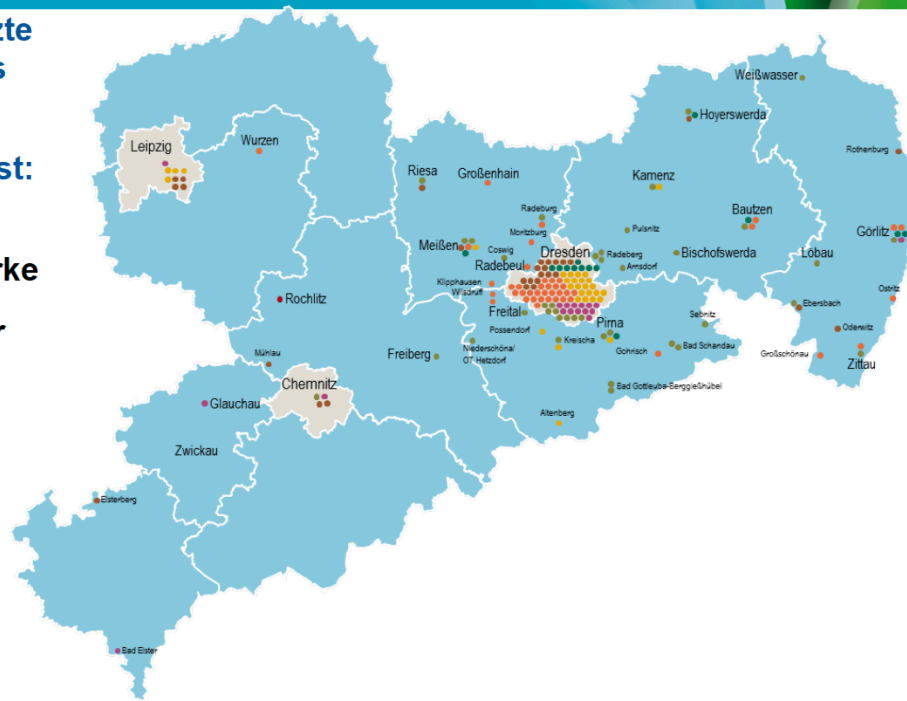 zte
s
st:
rke
r
Weißwasser
Hoyerswerda
Leipzig
Wurzen
Rothenburg
Riesa
Großenhain
Kamenz
Radeburg
Bautzen
Moritzburg
Pulsnitz
Görlitz
Meißen
Coswig
Dresden
Radeberg
Bischofswerda
Löbau
Radebeul
Arnsdorf
Klipphausen
Wilsdruff
Ostritz
Rochlitz
Ebersbach
Freital
Sebnitz
Pirna
Oderwitz
Possendorf
Kreischa
Bad Schandau
Niederschöna/
OT Hetzdorf
Gohrisch
Großschönau
Zittau
Mühlau
Freiberg
Chemnitz
Bad Gottleuba-Berggießhübel
Glauchau
Altenberg
Zwickau
Elsterberg
Bad Elster